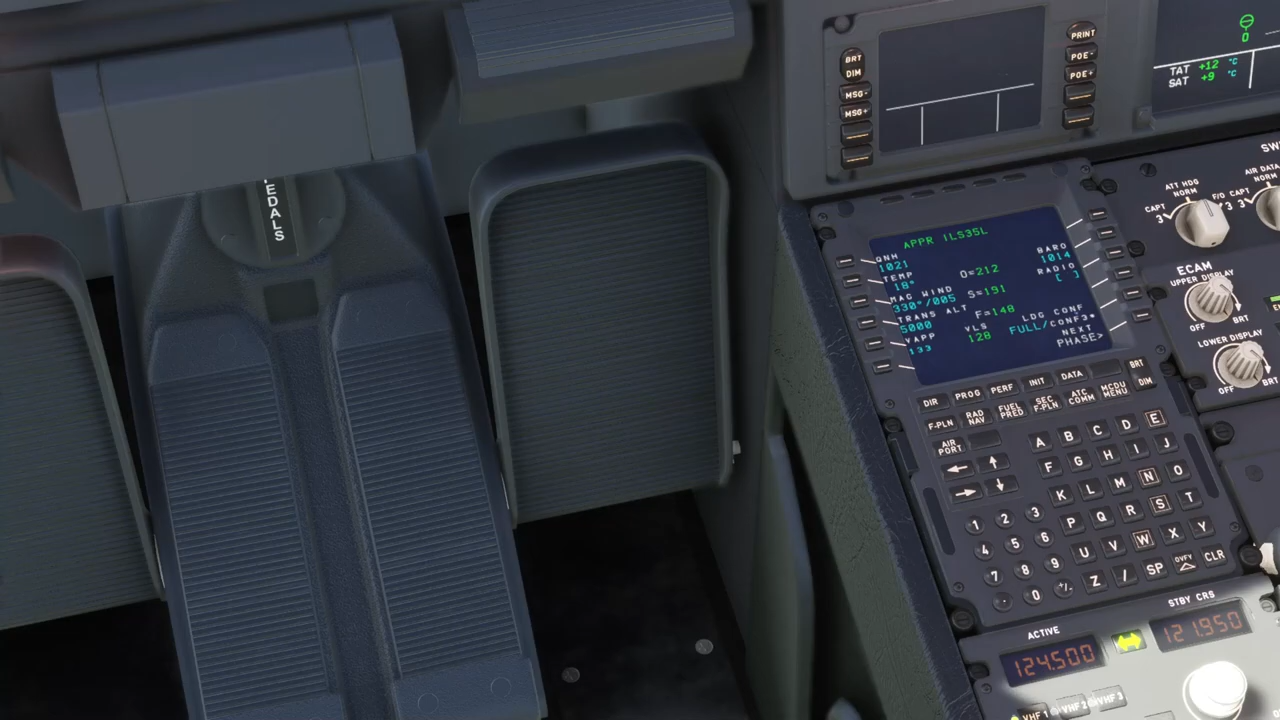 EDALS
BRT
DIM
MSG-
MSG+
PRINT
POE-
POE+
0
TAT +12 °C
SAT +9 °C
APPR ILS35L
QNH
1021
BARO
1014
TEMP
18°
O=212
RADIO
[ ]
MAG WIND
330°/005
S=191
TRANS ALT
5000
F=148
LDG CONF
FULL/CONF3*
VAPP
133
VLS
128
NEXT
PHASE>
DIR PROG PERF INIT DATA BRT
DIM
F-PLN RAD NAV FUEL PRED SEC F-PLN ATC COMM MCDU MENU
AIR PORT
A B C D E
F G H I J
K L M N O
P Q R S T
U V W X Y
Z / SP OVFY CLR
1 2 3
4 5 6
7 8 9
. 0 +/-
ATT HDG
NORM
CAPT 3 F/O 3
AIR DATA
NORM
CAPT 3
SW
ECAM
UPPER DISPLAY
OFF BRT
LOWER DISPLAY
OFF BRT
ACTIVE
124.500
STBY CRS
121.950
VHF 1 VHF 2 VHF 3